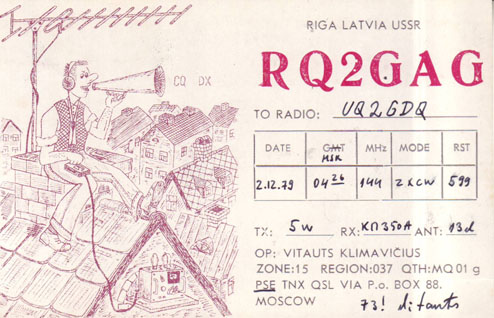 RIGA LATVIA USSR
RQ2GAG
CQ DX
TO RADIO: UQ2GDQ
DATE GMT MHz MODE RST
MSK
2.12.79 04 26 144 2XCW 599
TX: 5w RX: КПЗ50А ANT: 13el
OP: VITAUTS KLIMAVIČIUS
ZONE:15 REGION:037 QTH:MQ 01 g
PSE TNX QSL VIA P.o. BOX 88.
MOSCOW 73!